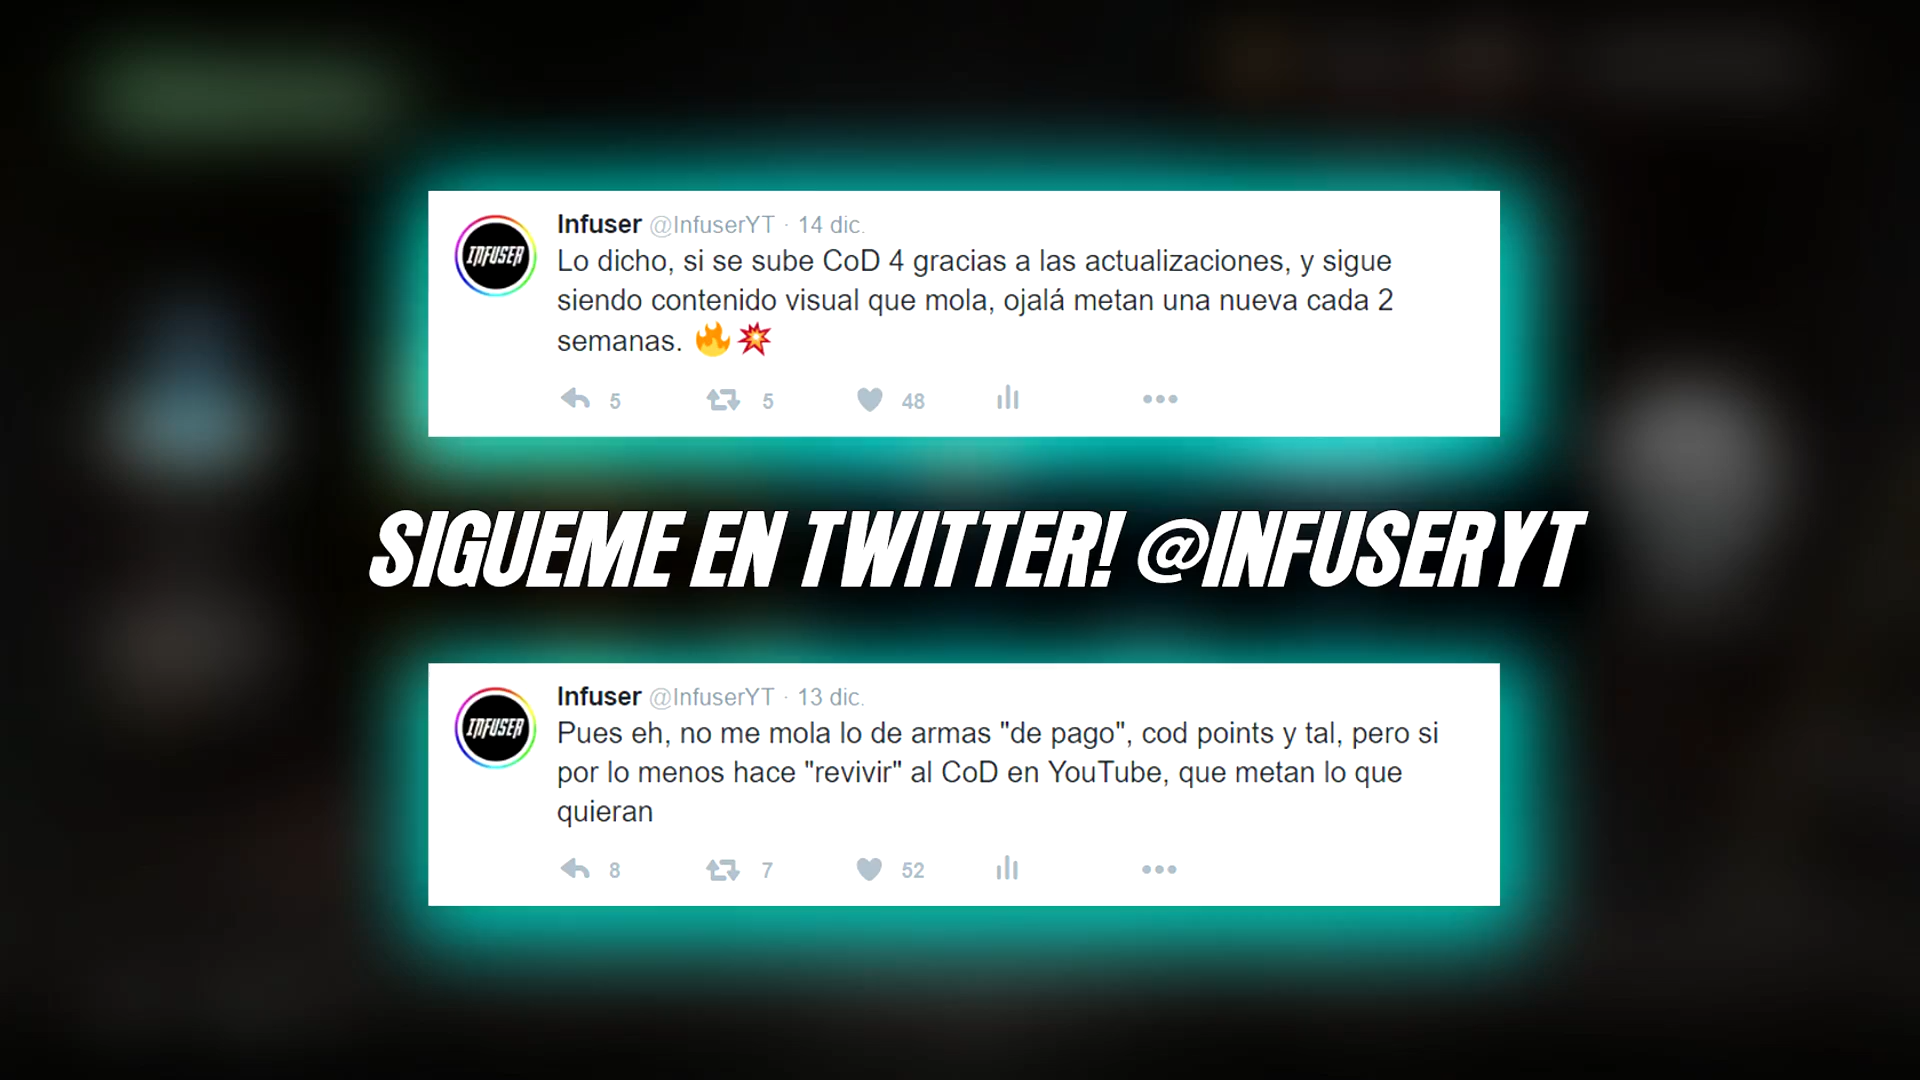 Infuser @InfuserYT · 14 dic.
INFUSER
Lo dicho, si se sube CoD 4 gracias a las actualizaciones, y sigue
siendo contenido visual que mola, ojalá metan una nueva cada 2
semanas. 🔥💥
5 5 48
SIGUEME EN TWITTER! @INFUSERYT
Infuser @InfuserYT · 13 dic.
INFUSER
Pues eh, no me mola lo de armas "de pago", cod points y tal, pero si
por lo menos hace "revivir" al CoD en YouTube, que metan lo que
quieran
8 7 52